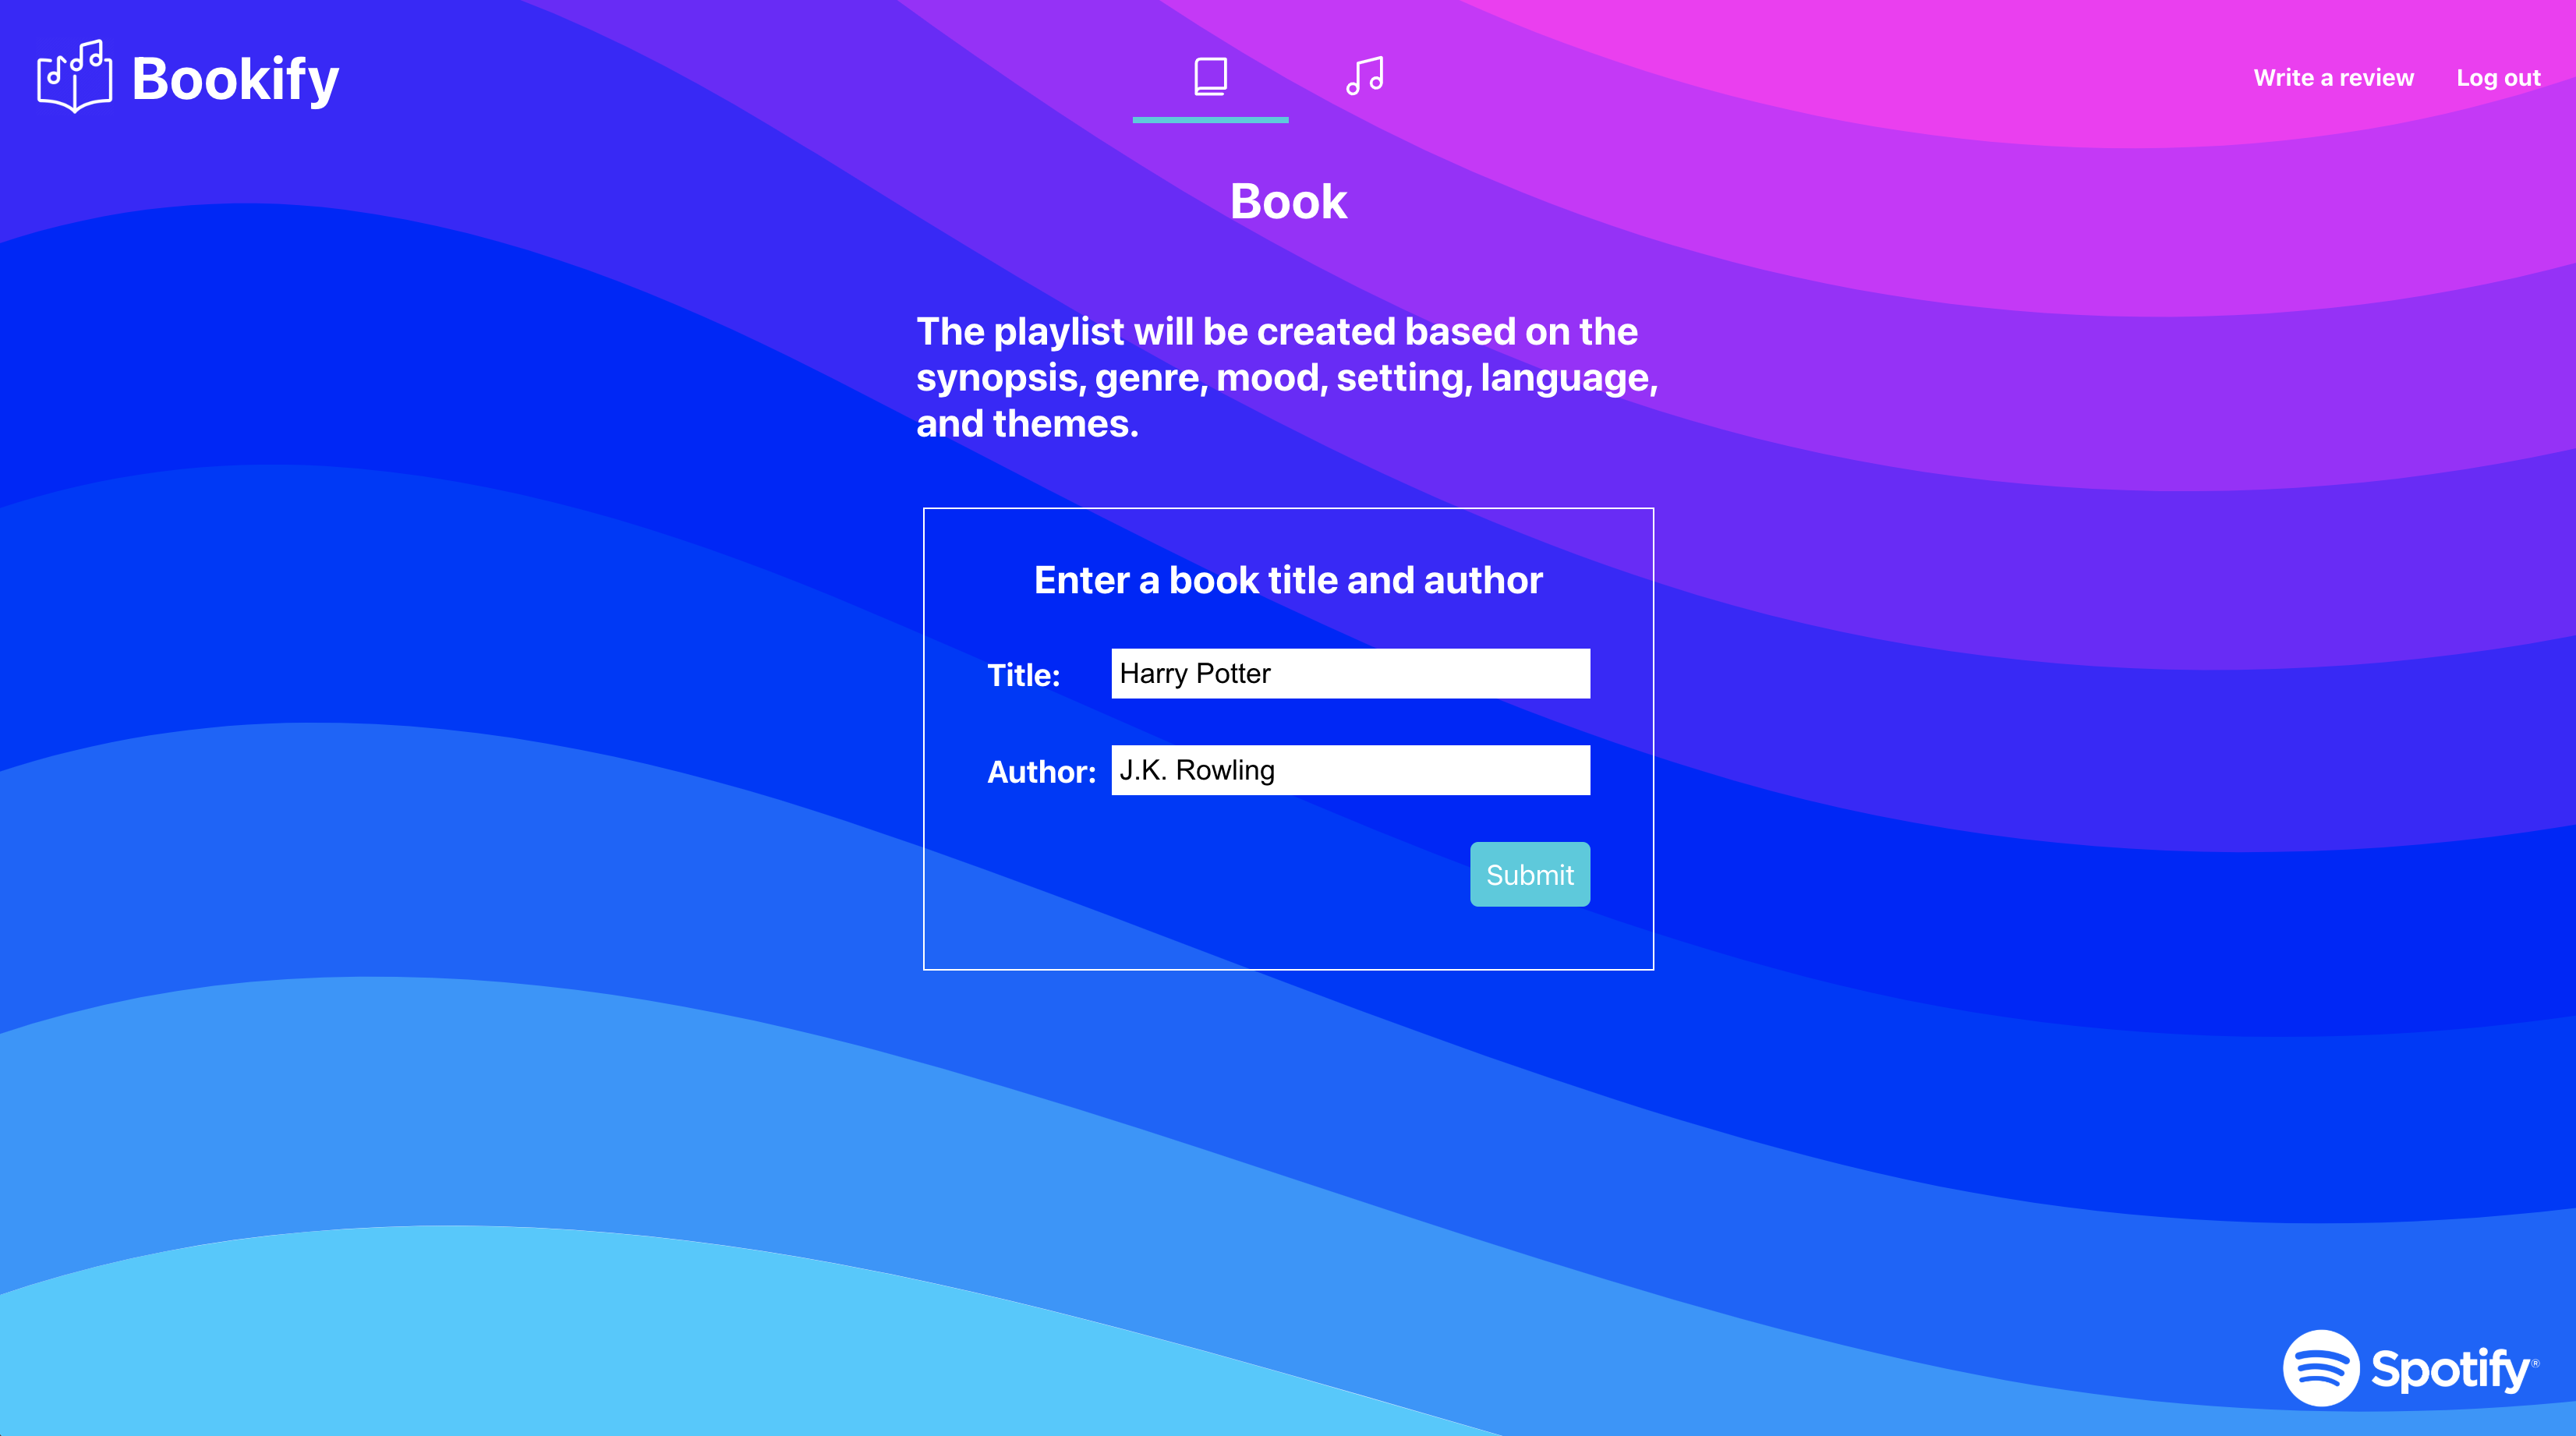 Bookify
Write a review
Log out
Book
The playlist will be created based on the
synopsis, genre, mood, setting, language,
and themes.
Enter a book title and author
Title:
Harry Potter
Author:
J.K. Rowling
Submit
Spotify®